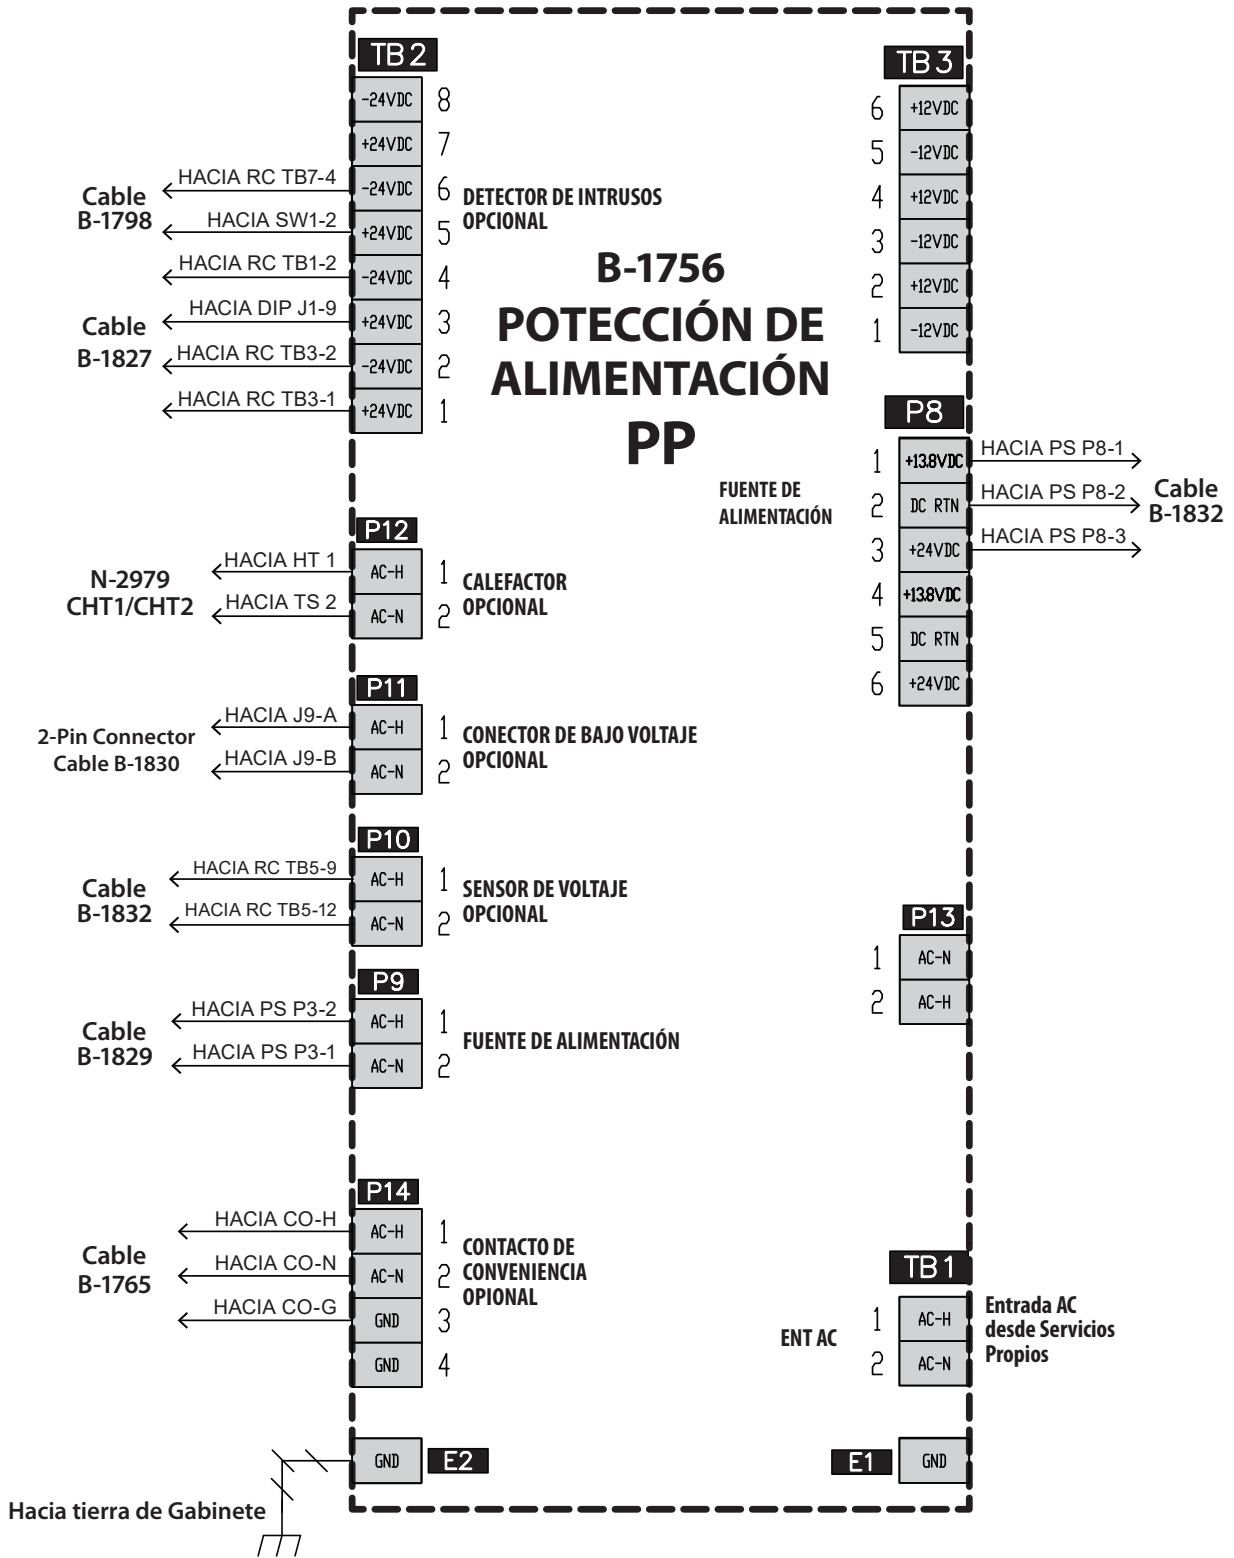 TB 2
-24VDC 8
+24VDC 7
HACIA RC TB7-4 -24VDC 6
HACIA SW1-2 +24VDC 5
Cable
B-1798
DETECTOR DE INTRUSOS
OPCIONAL
HACIA RC TB1-2 -24VDC 4
HACIA DIP J1-9 +24VDC 3
HACIA RC TB3-2 -24VDC 2
HACIA RC TB3-1 +24VDC 1
Cable
B-1827
B-1756
POTECCIÓN DE
ALIMENTACIÓN
PP
TB 3
6 +12VDC
5 -12VDC
4 +12VDC
3 -12VDC
2 +12VDC
1 -12VDC
P8
1 +13.8VDC HACIA PS P8-1
2 DC RTN HACIA PS P8-2
3 +24VDC HACIA PS P8-3
4 +13.8VDC
5 DC RTN
6 +24VDC
FUENTE DE
ALIMENTACIÓN
Cable
B-1832
P12
HACIA HT 1 AC-H 1
HACIA TS 2 AC-N 2
N-2979
CHT1/CHT2
CALEFACTOR
OPCIONAL
P11
HACIA J9-A AC-H 1
HACIA J9-B AC-N 2
2-Pin Connector
Cable B-1830
CONECTOR DE BAJO VOLTAJE
OPCIONAL
P10
HACIA RC TB5-9 AC-H 1
HACIA RC TB5-12 AC-N 2
Cable
B-1832
SENSOR DE VOLTAJE
OPCIONAL
P13
1 AC-N
2 AC-H
P9
HACIA PS P3-2 AC-H 1
HACIA PS P3-1 AC-N 2
Cable
B-1829
FUENTE DE ALIMENTACIÓN
P14
HACIA CO-H AC-H 1
HACIA CO-N AC-N 2
HACIA CO-G GND 3
GND 4
Cable
B-1765
CONTACTO DE
CONVENIENCIA
OPIONAL
TB 1
ENT AC
1 AC-H
2 AC-N
Entrada AC
desde Servicios
Propios
GND E2
E1 GND
Hacia tierra de Gabinete